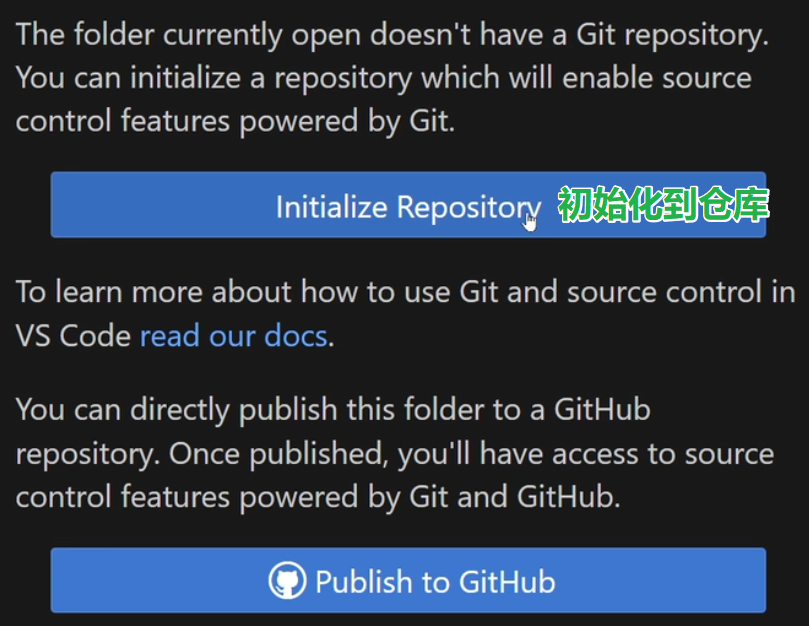 The folder currently open doesn't have a Git repository.
You can initialize a repository which will enable source
control features powered by Git.
Initialize Repository 初始化到仓库
To learn more about how to use Git and source control in
VS Code read our docs.
You can directly publish this folder to a GitHub
repository. Once published, you'll have access to source
control features powered by Git and GitHub.
Publish to GitHub